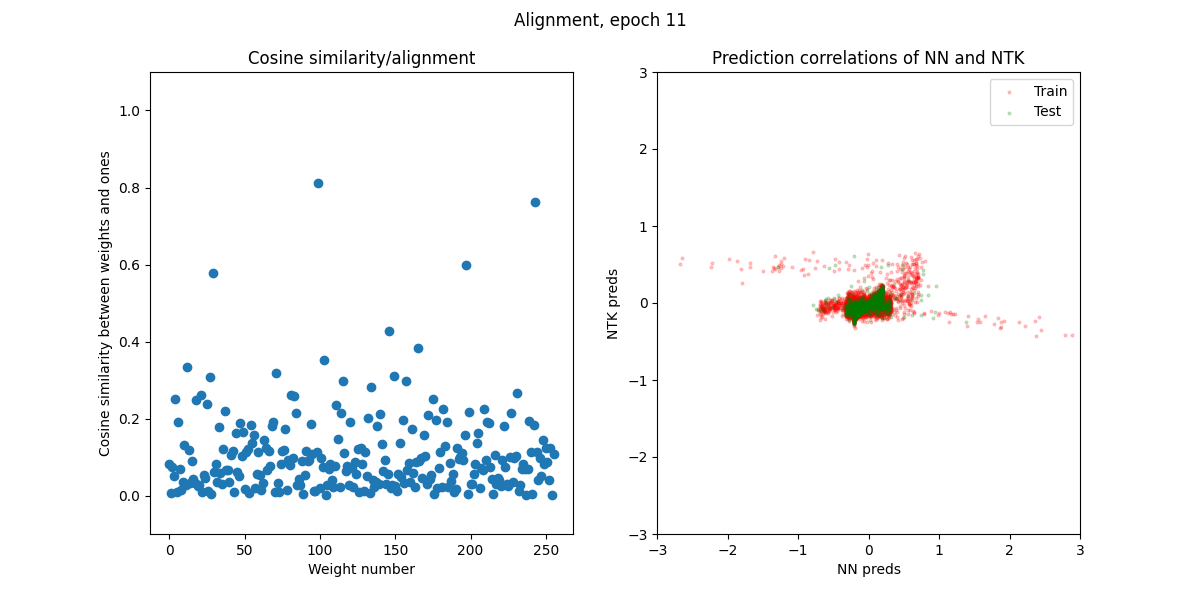 Alignment, epoch 11
Cosine similarity/alignment
Cosine similarity between weights and ones
1.0
0.8
0.6
0.4
0.2
0.0
0 50 100 150 200 250
Weight number
Prediction correlations of NN and NTK
Train
Test
NTK preds
3
2
1
0
−1
−2
−3
−3 −2 −1 0 1 2 3
NN preds